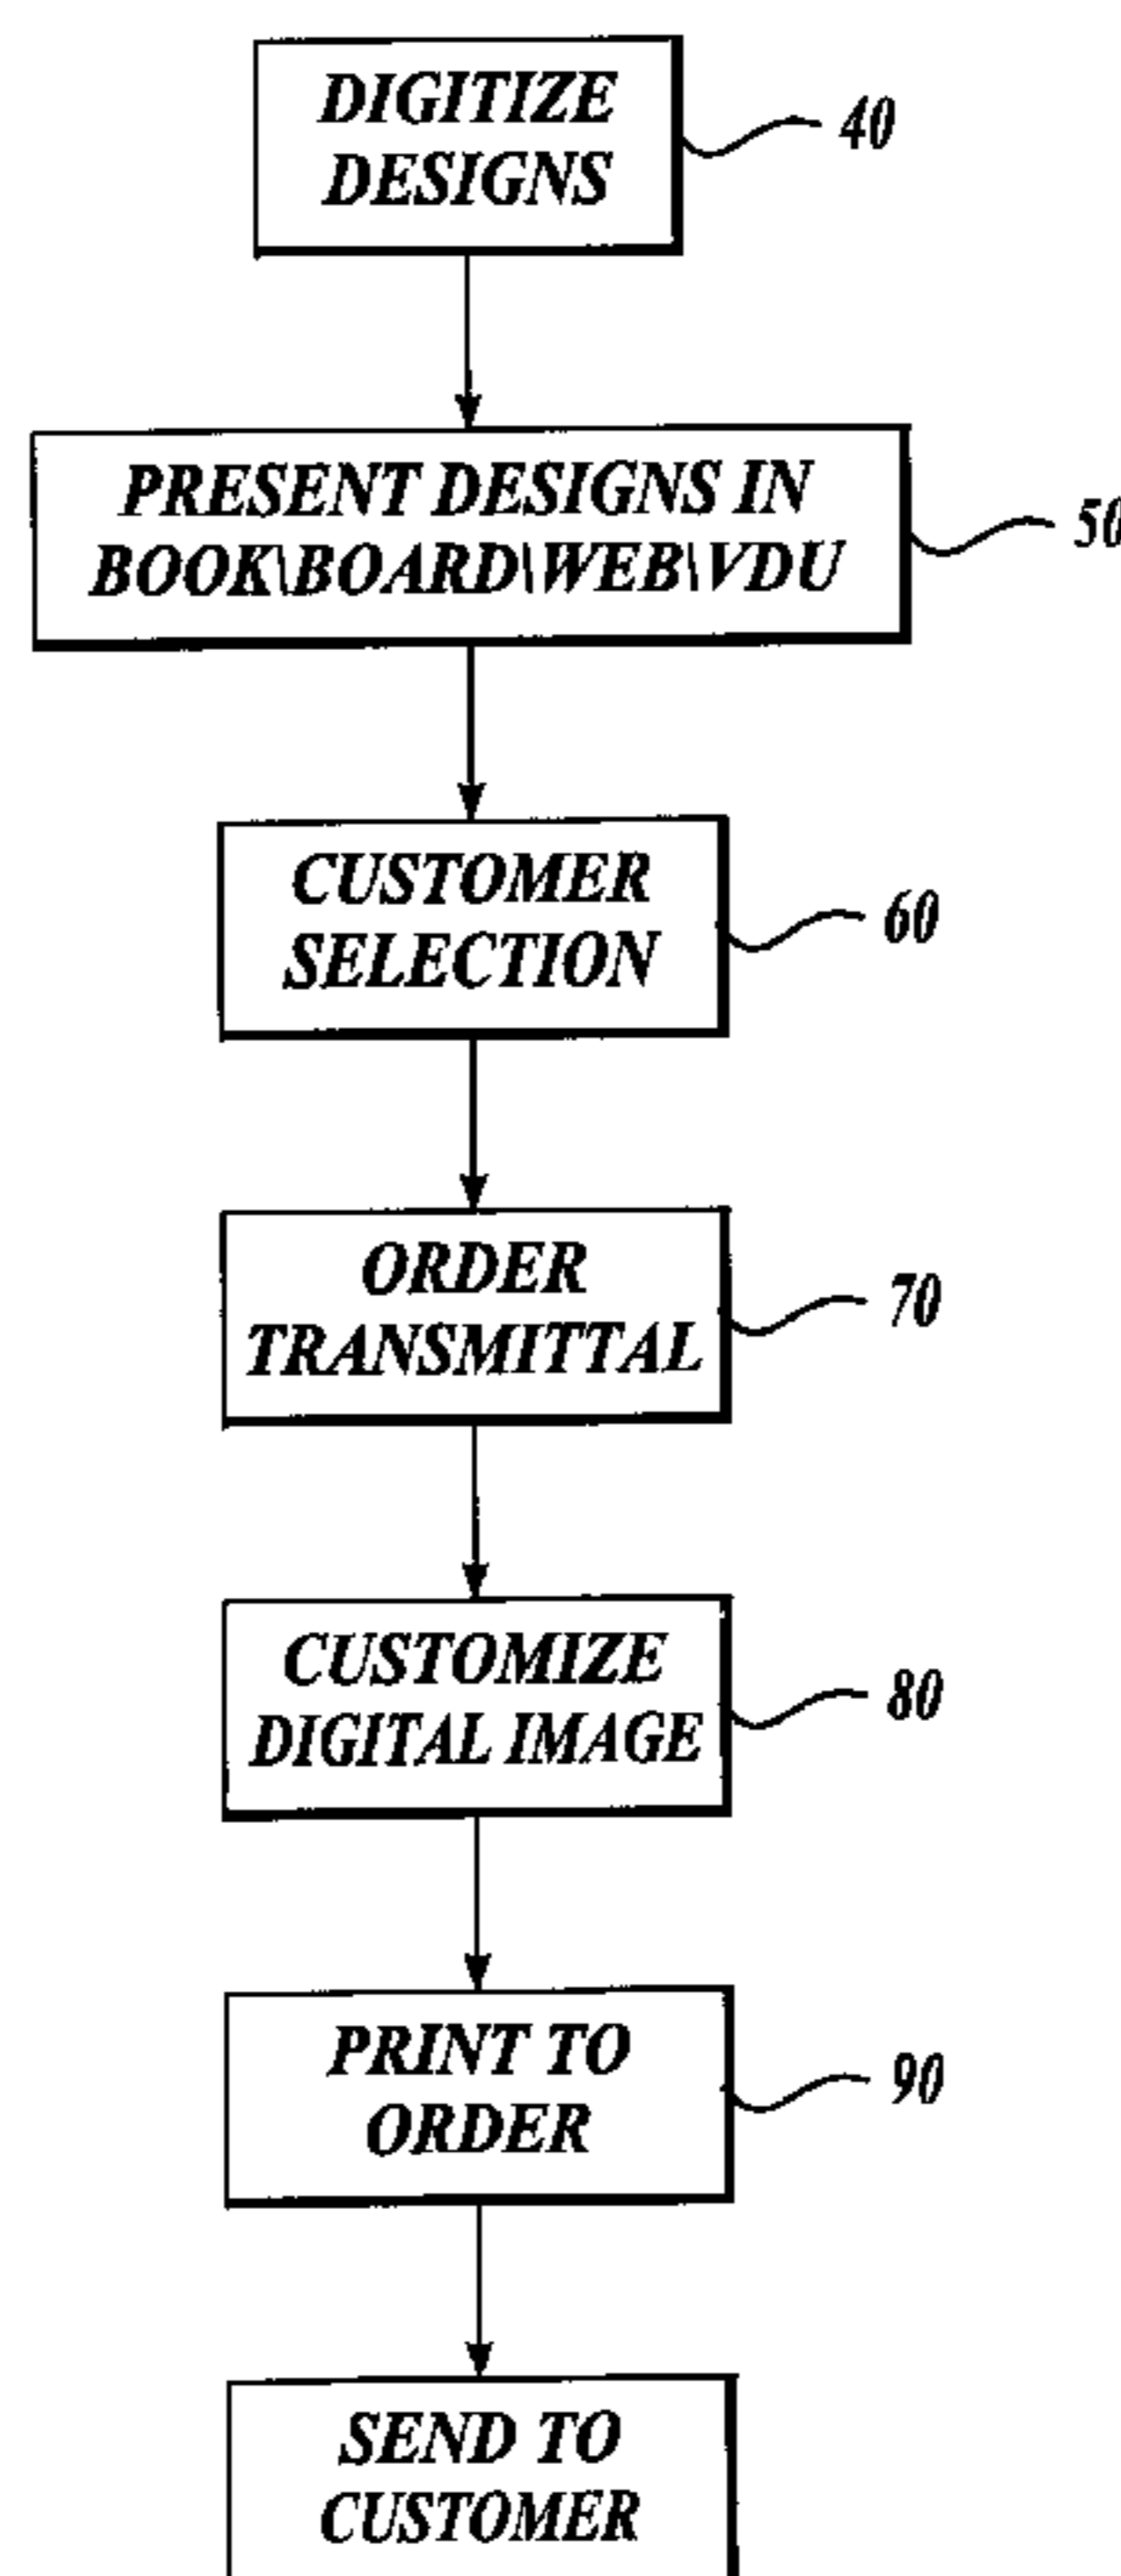 DIGITIZE
DESIGNS
40
PRESENT DESIGNS IN
BOOK\BOARD\WEB\VDU
50
CUSTOMER
SELECTION
60
ORDER
TRANSMITTAL
70
CUSTOMIZE
DIGITAL IMAGE
80
PRINT TO
ORDER
90
SEND TO
CUSTOMER